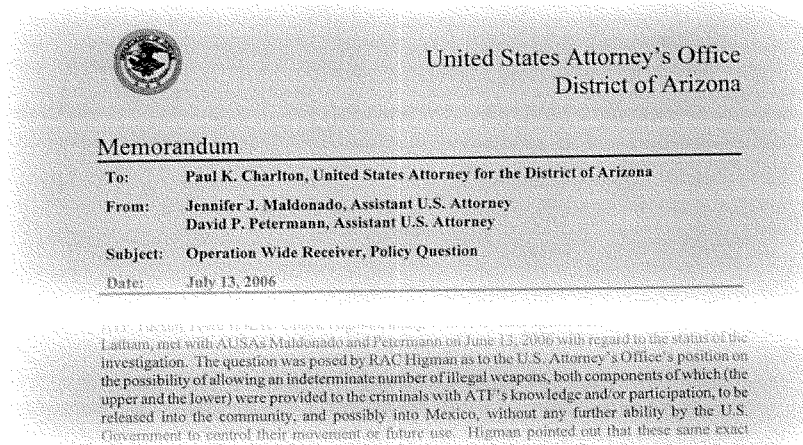 United States Attorney's Office
District of Arizona
Memorandum
To: Paul K. Charlton, United States Attorney for the District of Arizona
From: Jennifer J. Maldonado, Assistant U.S. Attorney
David P. Petermann, Assistant U.S. Attorney
Subject: Operation Wide Receiver, Policy Question
Date: July 13, 2006
Latham, met with AUSAs Maldonado and Petermann on June 13, 2006 with regard to the status of the
investigation. The question was posed by RAC Higman as to the U.S. Attorney's Office's position on
the possibility of allowing an indeterminate number of illegal weapons, both components of which (the
upper and the lower) were provided to the criminals with ATF's knowledge and/or participation, to be
released into the community, and possibly into Mexico, without any further ability by the U.S.
Government to control their movement or future use. Higman pointed out that these same exact